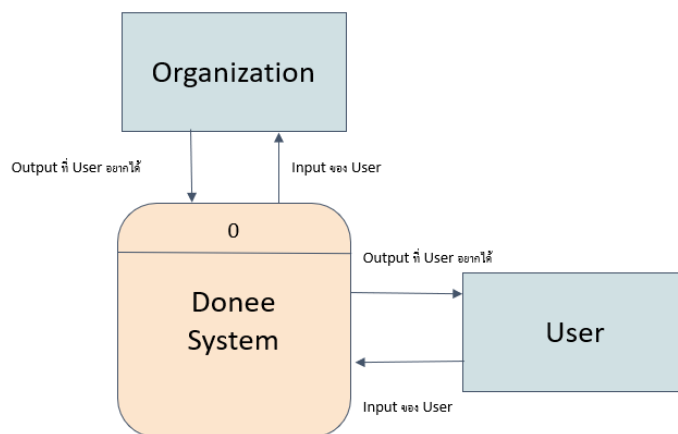 Organization
Output ที่ User อยากได้
Input ของ User
0
Output ที่ User อยากได้
Donee
System
User
Input ของ User